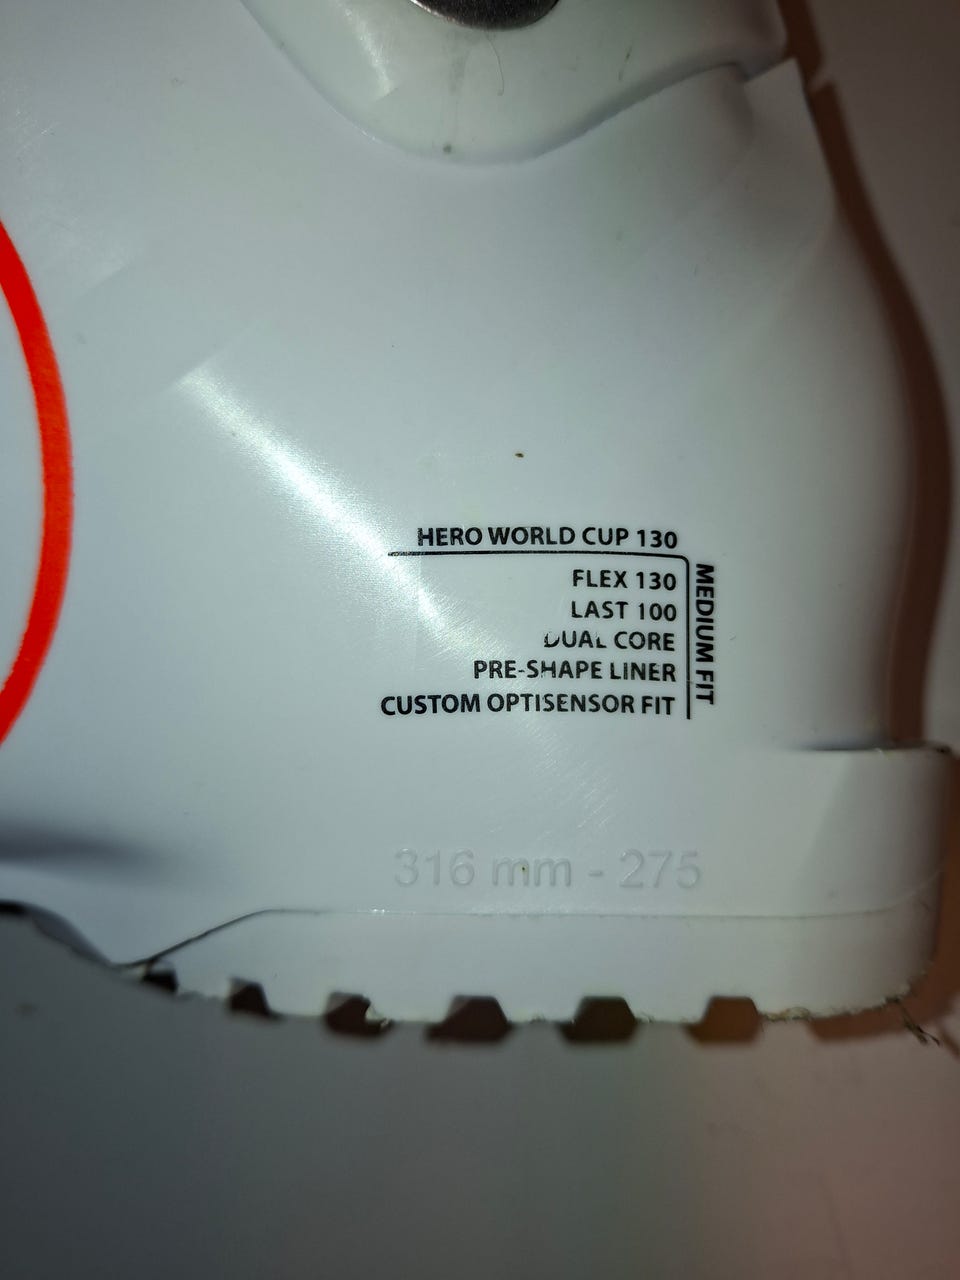 HERO WORLD CUP 130
FLEX 130
LAST 100
DUAL CORE
PRE-SHAPE LINER
CUSTOM OPTISENSOR FIT
MEDIUM FIT
316 mm - 275